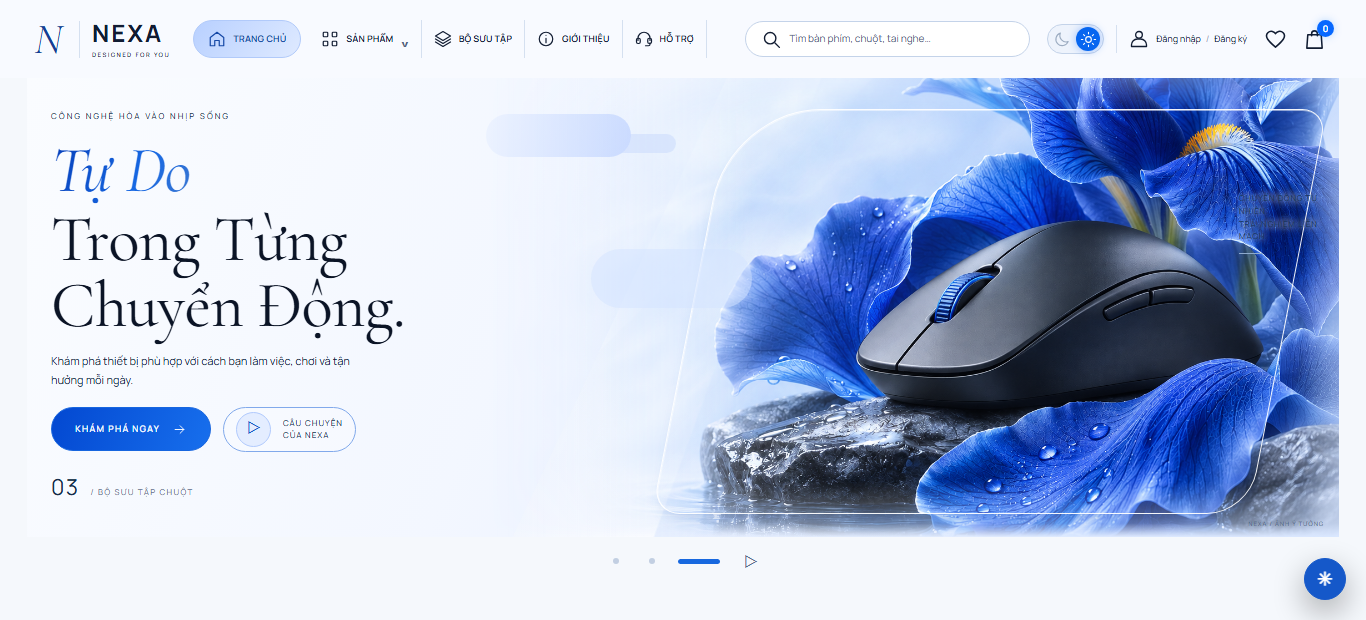 N
NEXA
DESIGNED FOR YOU
TRANG CHỦ
SẢN PHẨM
BỘ SƯU TẬP
GIỚI THIỆU
HỖ TRỢ
Tìm bàn phím, chuột, tai nghe...
Đăng nhập / Đăng ký
0
CÔNG NGHỆ HÒA VÀO NHỊP SỐNG
Tự Do
Trong Từng
Chuyển Động.
Khám phá thiết bị phù hợp với cách bạn làm việc, chơi và tận
hưởng mỗi ngày.
KHÁM PHÁ NGAY
CÂU CHUYỆN
CỦA NEXA
03
/ BỘ SƯU TẬP CHUỘT